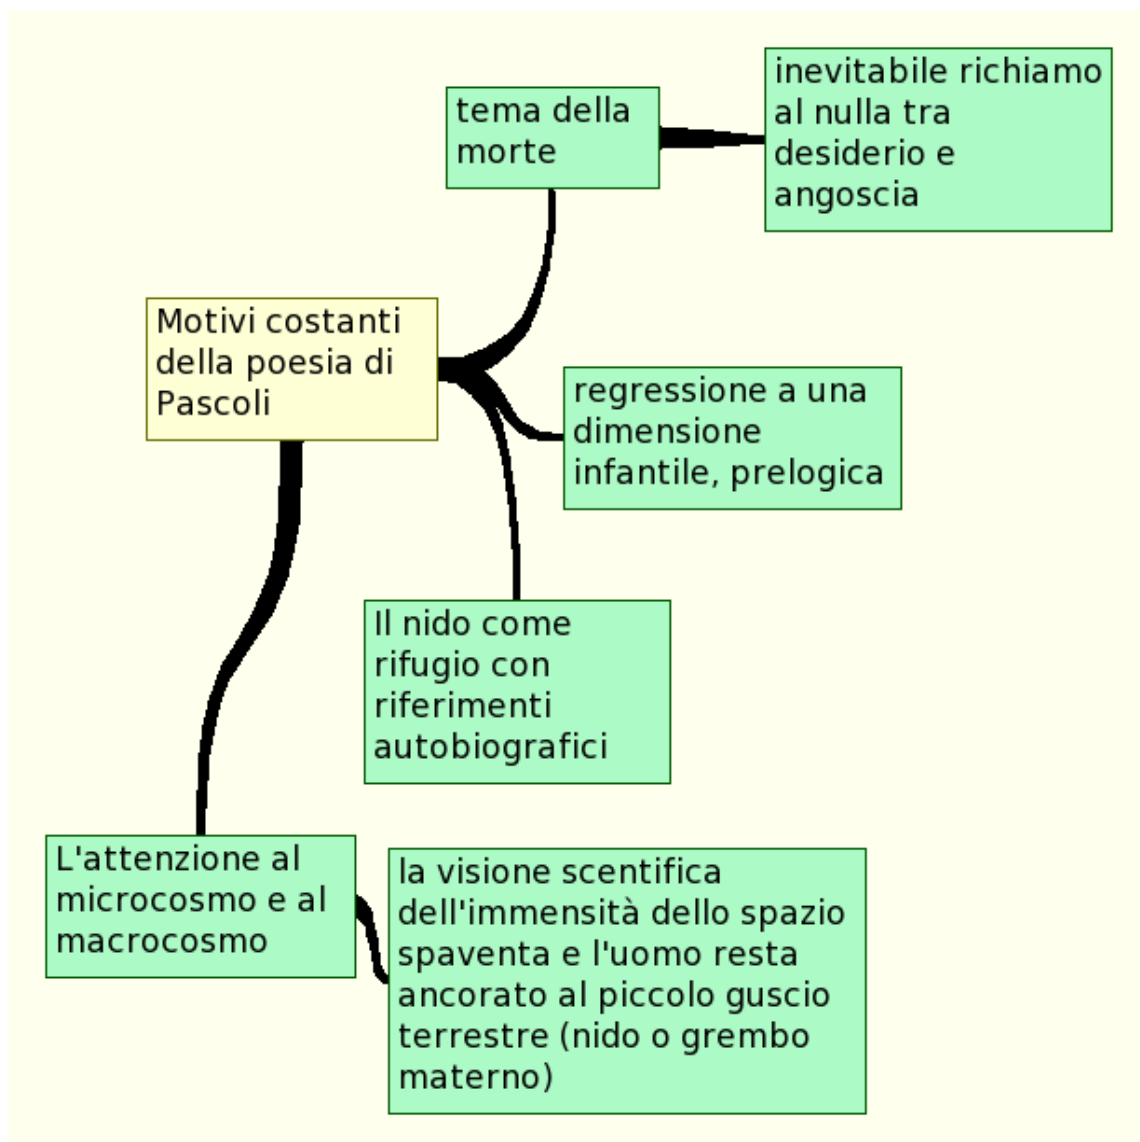 tema della
morte
inevitabile richiamo
al nulla tra
desiderio e
angoscia
Motivi costanti
della poesia di
Pascoli
regressione a una
dimensione
infantile, prelogica
Il nido come
rifugio con
riferimenti
autobiografici
L'attenzione al
microcosmo e al
macrocosmo
la visione scentifica
dell'immensità dello spazio
spaventa e l'uomo resta
ancorato al piccolo guscio
terrestre (nido o grembo
materno)